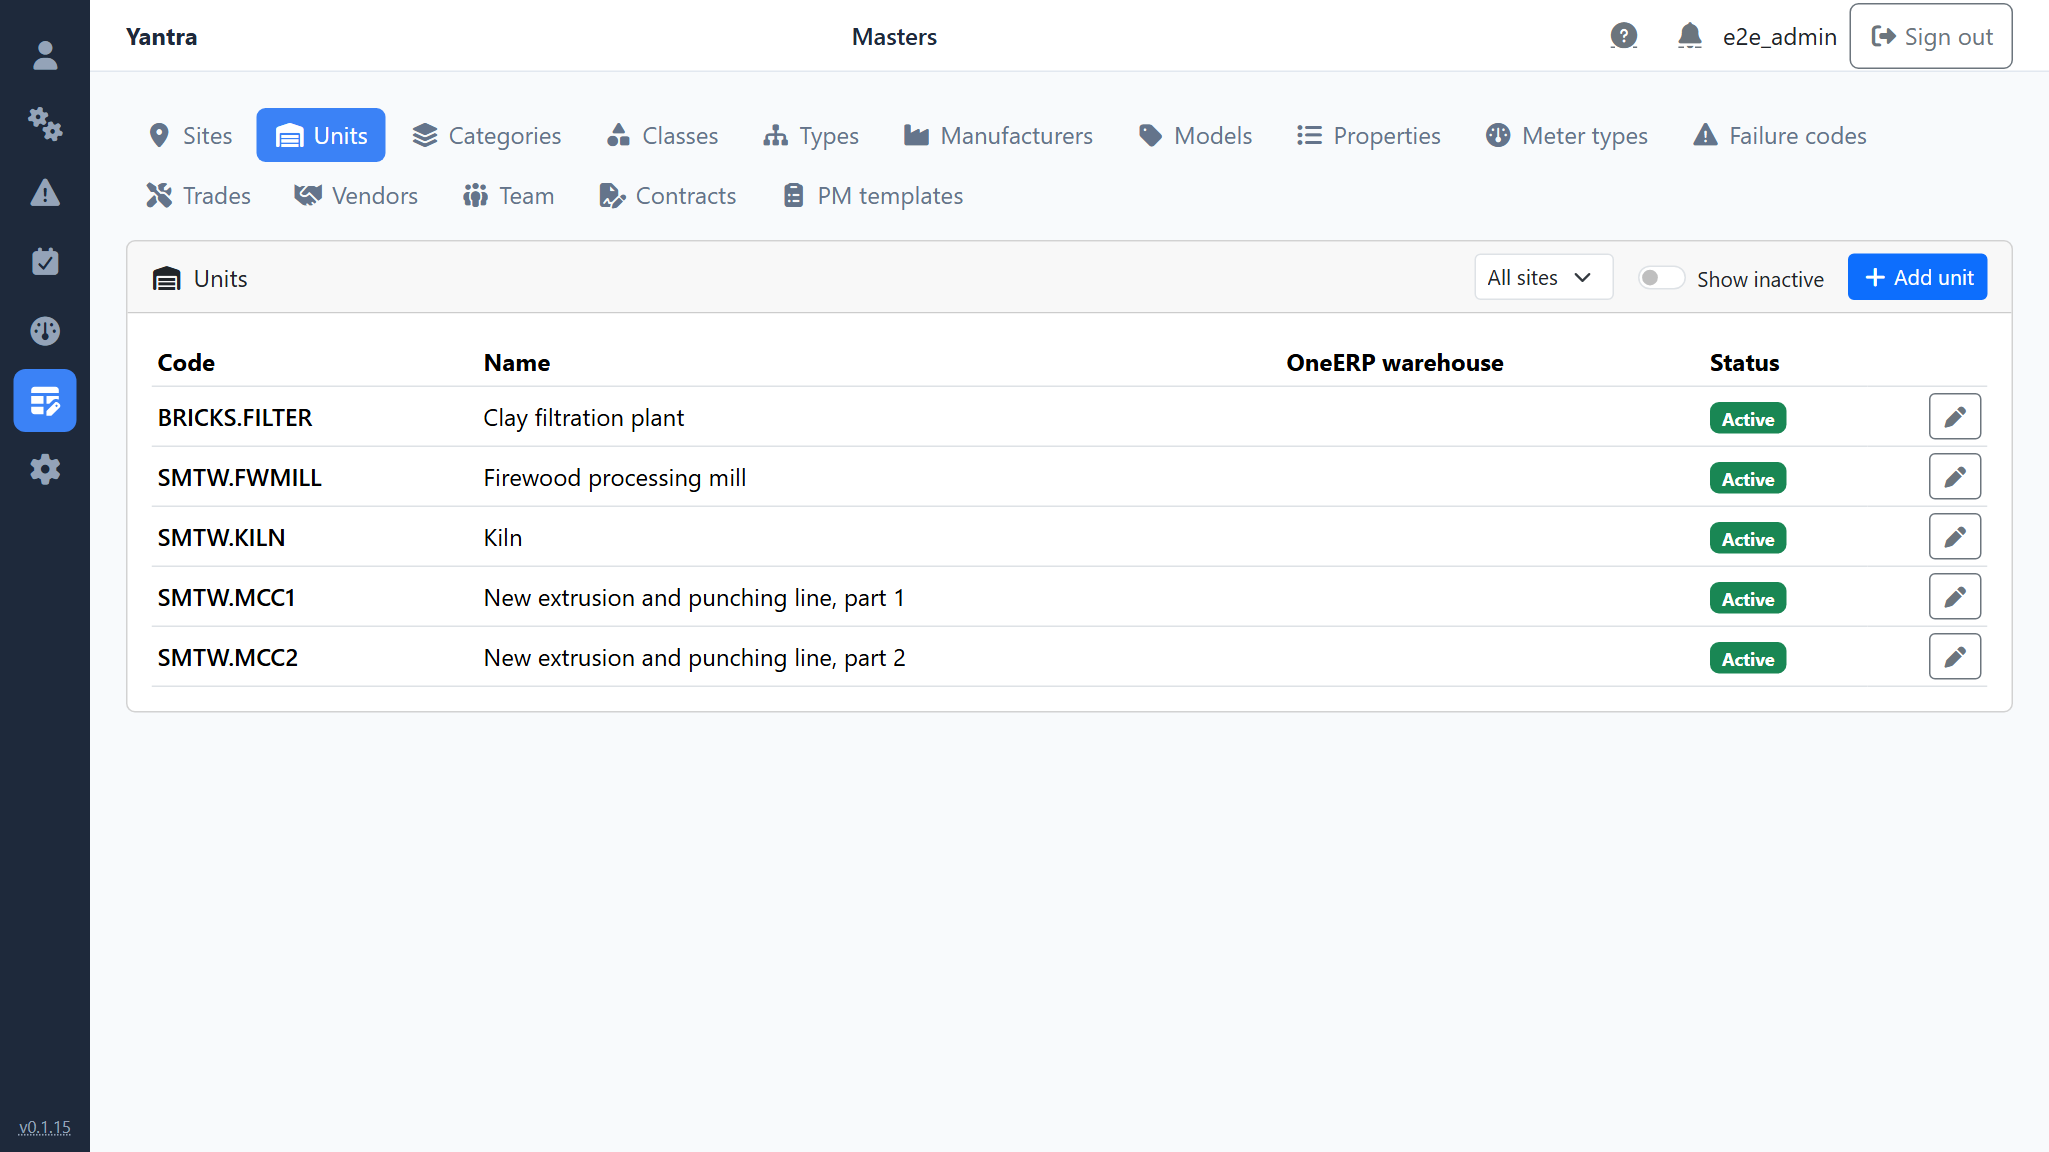 Yantra
Masters
e2e_admin
Sign out
Sites
Units
Categories
Classes
Types
Manufacturers
Models
Properties
Meter types
Failure codes
Trades
Vendors
Team
Contracts
PM templates
Units
All sites
Show inactive
Add unit
Code Name OneERP warehouse Status
BRICKS.FILTER Clay filtration plant Active
SMTW.FWMILL Firewood processing mill Active
SMTW.KILN Kiln Active
SMTW.MCC1 New extrusion and punching line, part 1 Active
SMTW.MCC2 New extrusion and punching line, part 2 Active
v0.1.15